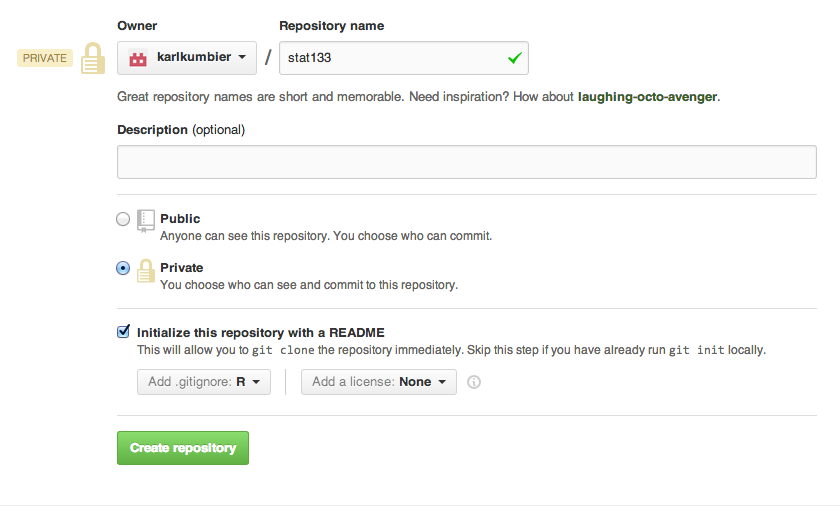 Owner Repository name
PRIVATE karlkumbier / stat133
Great repository names are short and memorable. Need inspiration? How about laughing-octo-avenger.
Description (optional)
Public
Anyone can see this repository. You choose who can commit.
Private
You choose who can see and commit to this repository.
Initialize this repository with a README
This will allow you to git clone the repository immediately. Skip this step if you have already run git init locally.
Add .gitignore: R Add a license: None
Create repository